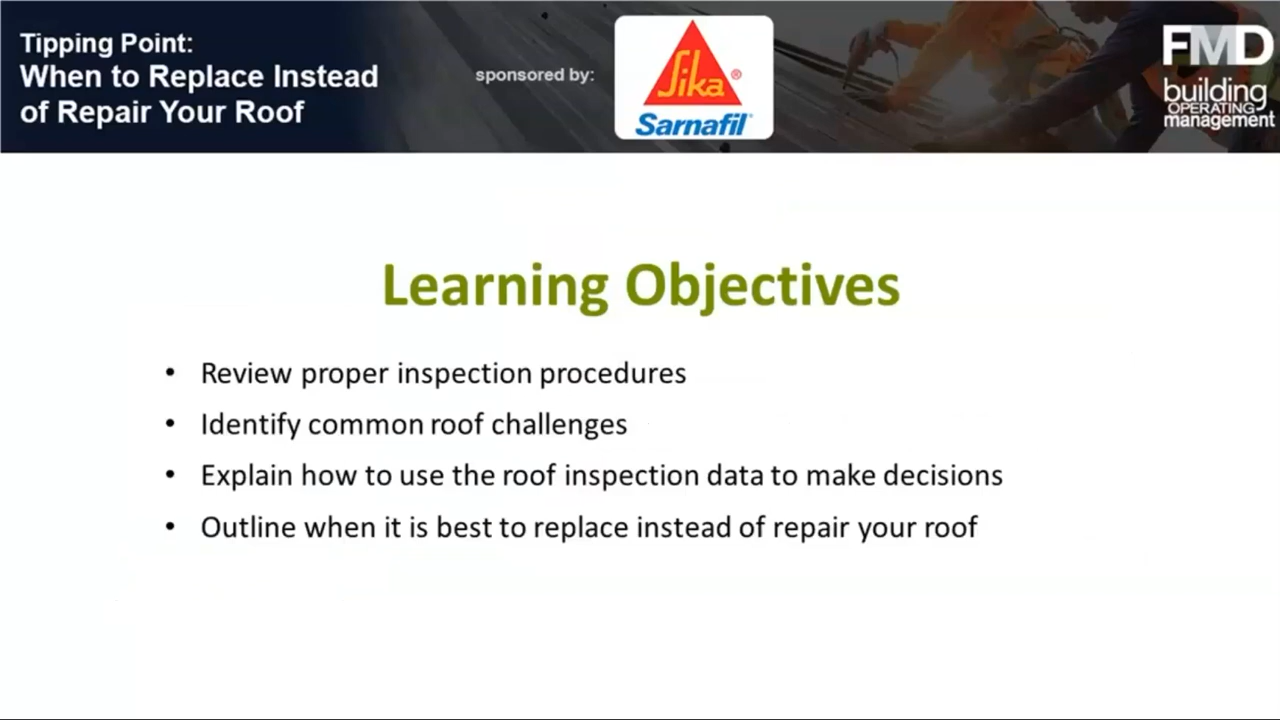 Tipping Point:
When to Replace Instead
of Repair Your Roof
sponsored by:
Sika®
Sarnafil®
FMD
building
OPERATING
management
Learning Objectives
• Review proper inspection procedures
• Identify common roof challenges
• Explain how to use the roof inspection data to make decisions
• Outline when it is best to replace instead of repair your roof